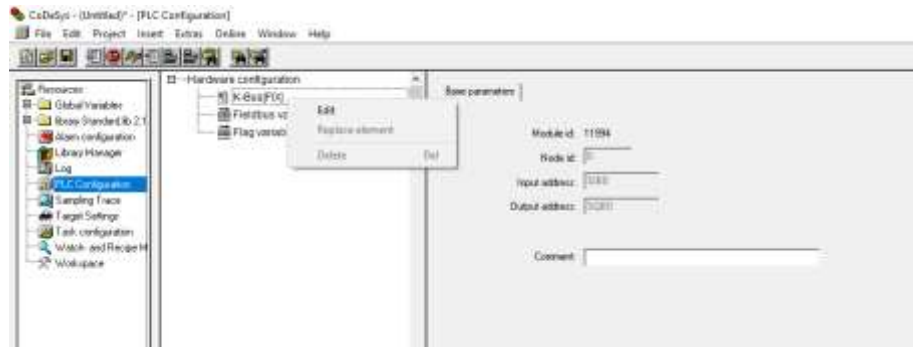 CoDeSys - (Untitled)* - [PLC Configuration]
File Edit Project Insert Extras Online Window Help
Resources
Global Variables
library Standard.lib 2.1
Alarm configuration
Library Manager
Log
PLC Configuration
Sampling Trace
Target Settings
Task configuration
Watch- and Recipe M
Workspace
Hardware configuration
K-Bus[FIX]
Fieldbus va
Flag variab
Edit
Replace element
Delete Del
Base parameters
Module id: 11994
Node id:
Input address:
Output address:
Comment: